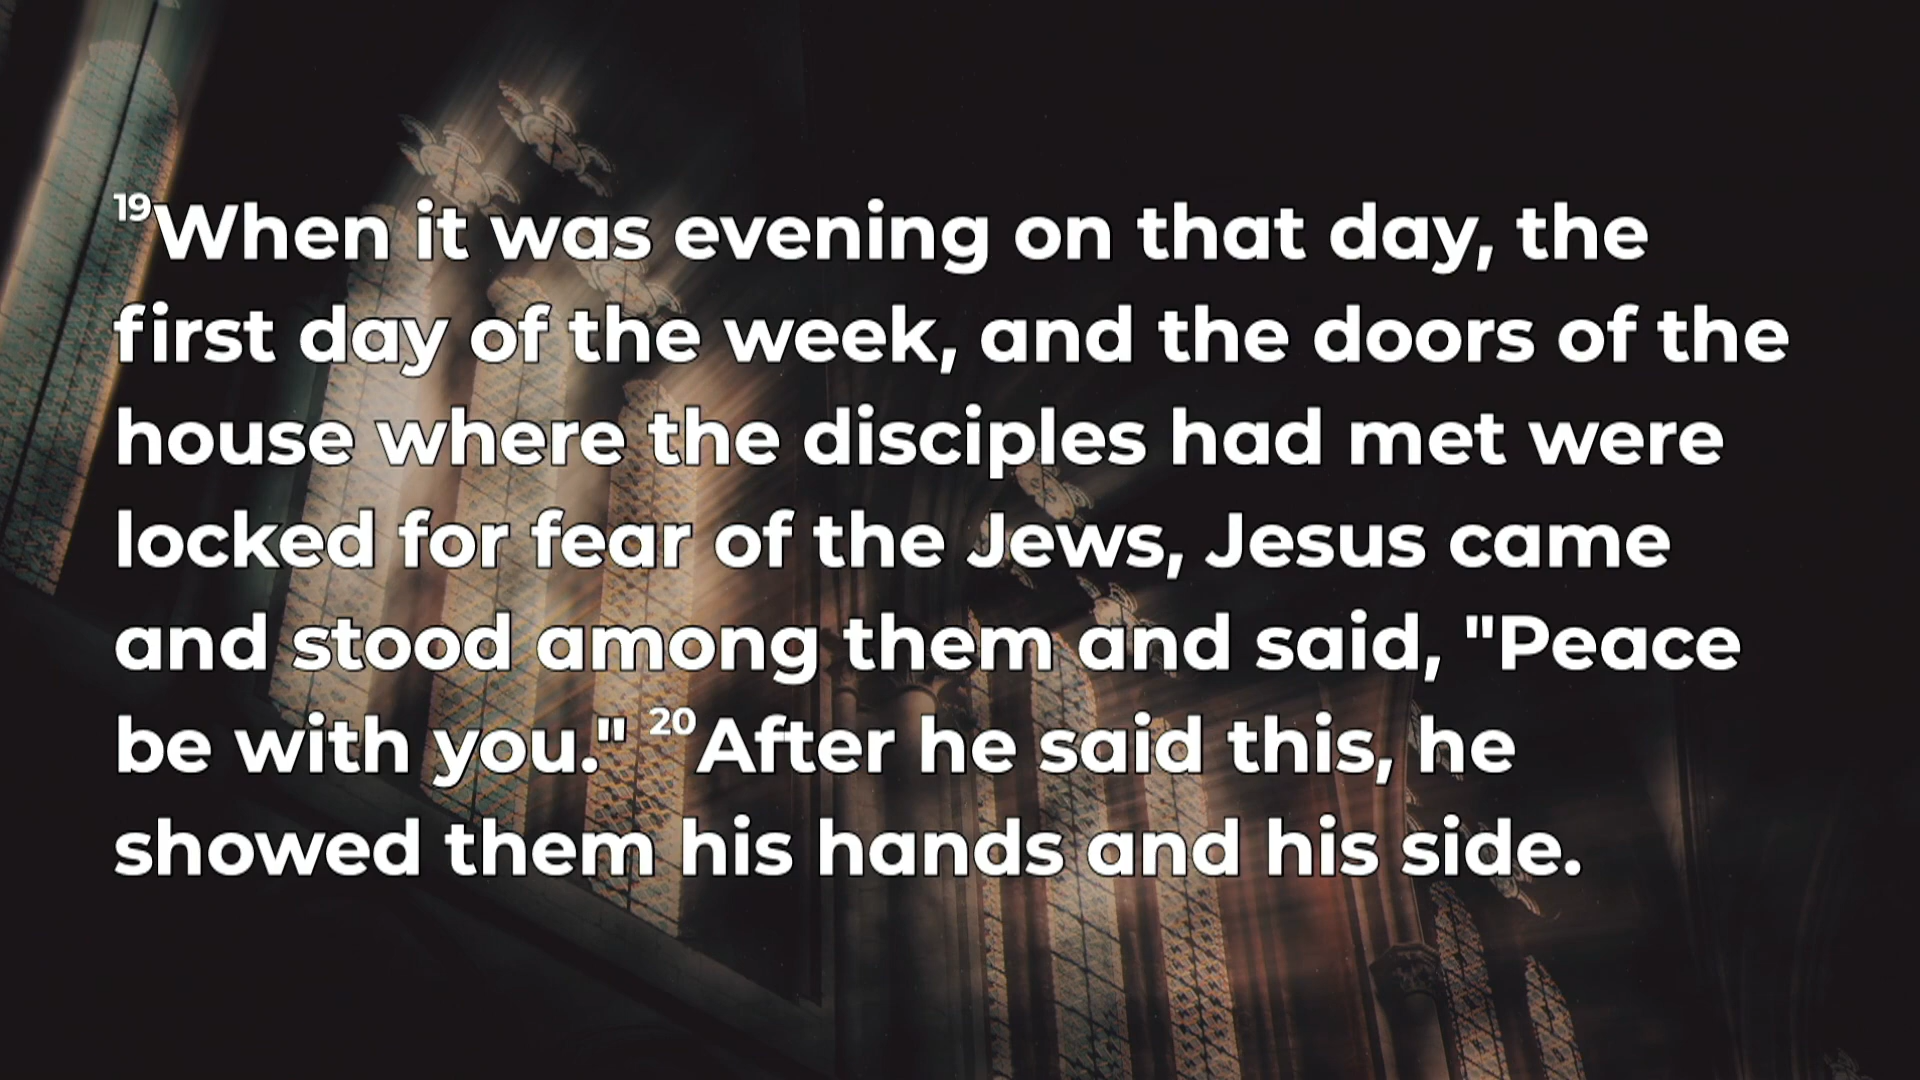 19When it was evening on that day, the
first day of the week, and the doors of the
house where the disciples had met were
locked for fear of the Jews, Jesus came
and stood among them and said, "Peace
be with you." 20After he said this, he
showed them his hands and his side.